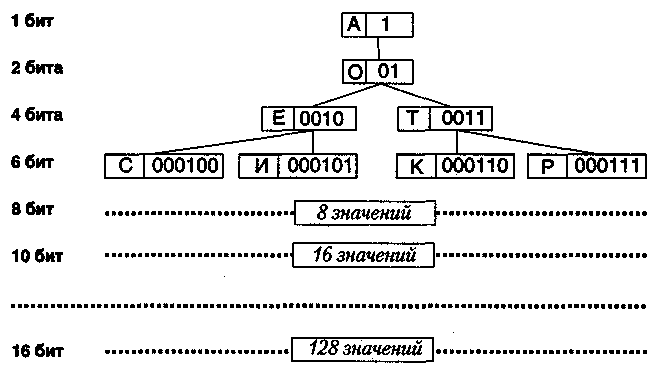 1 бит А 1
2 бита О 01
4 бита Е 0010 Т 0011
6 бит С 000100 И 000101 К 000110 Р 000111
8 бит 8 значений
10 бит 16 значений
16 бит 128 значений